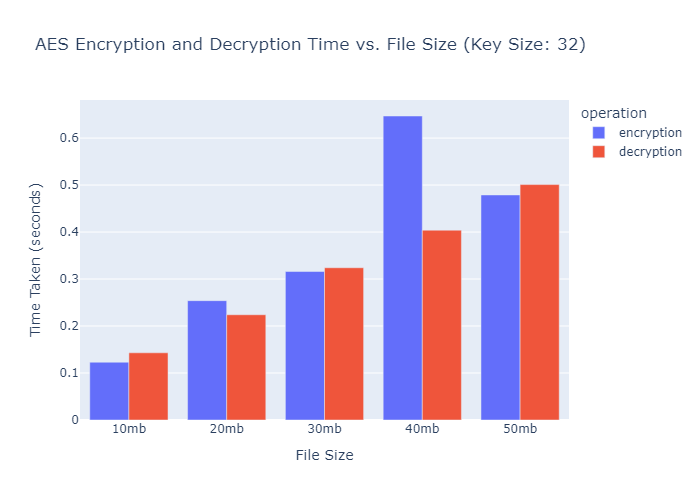 AES Encryption and Decryption Time vs. File Size (Key Size: 32)
operation
encryption
decryption
Time Taken (seconds)
0.6
0.5
0.4
0.3
0.2
0.1
0
10mb 20mb 30mb 40mb 50mb
File Size